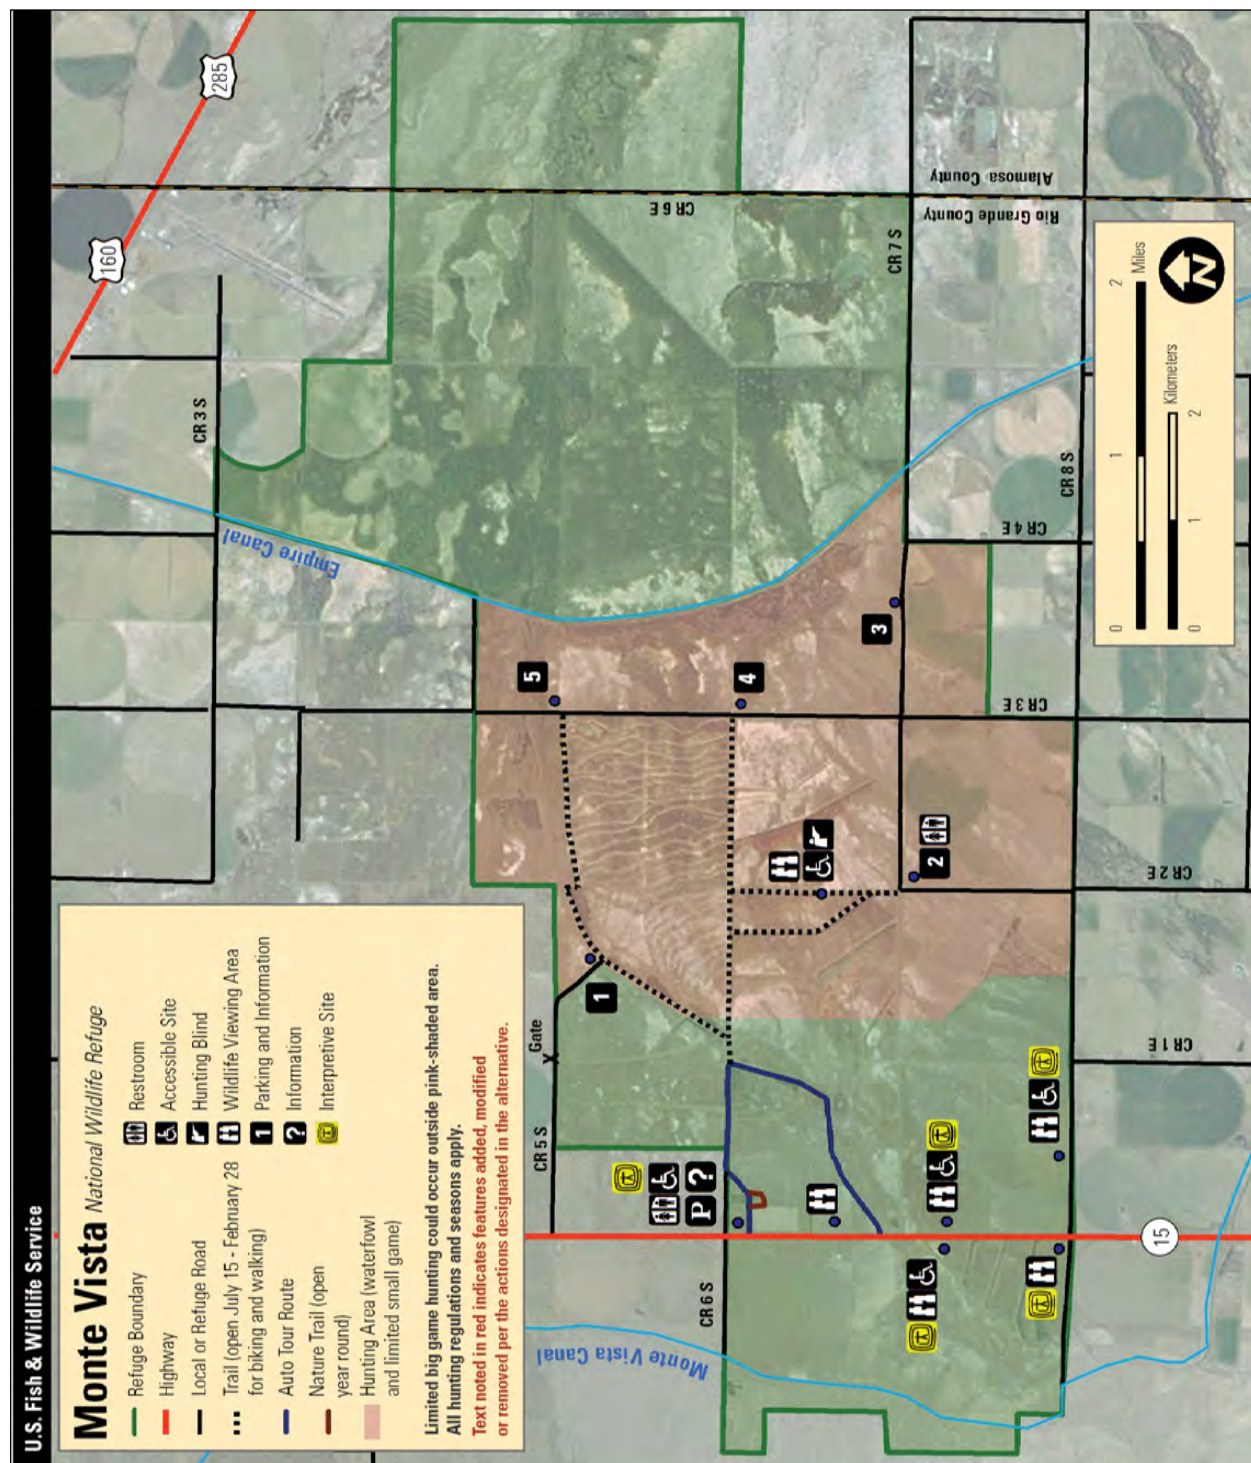 U.S. Fish & Wildlife Service
Monte Vista National Wildlife Refuge
Refuge Boundary
Highway
Local or Refuge Road
Trail (open July 15 - February 28
for biking and walking)
Auto Tour Route
Nature Trail (open
year round)
Hunting Area (waterfowl
and limited small game)
Restroom
Accessible Site
Hunting Blind
Wildlife Viewing Area
1 Parking and Information
? Information
Interpretive Site
Limited big game hunting could occur outside pink-shaded area.
All hunting regulations and seasons apply.
Text noted in red indicates features added, modified
or removed per the actions designated in the alternative.
160
285
CR 3 S
Empire Canal
CR 5 S
Gate
X
1
5
4
3
2
CR 6 E
CR 7 S
Rio Grande County
Alamosa County
P ?
CR 6 S
Monte Vista Canal
15
CR 1 E
CR 2 E
CR 3 E
CR 4 E
CR 8 S
0 1 2
Miles
Kilometers
0 1 2
N